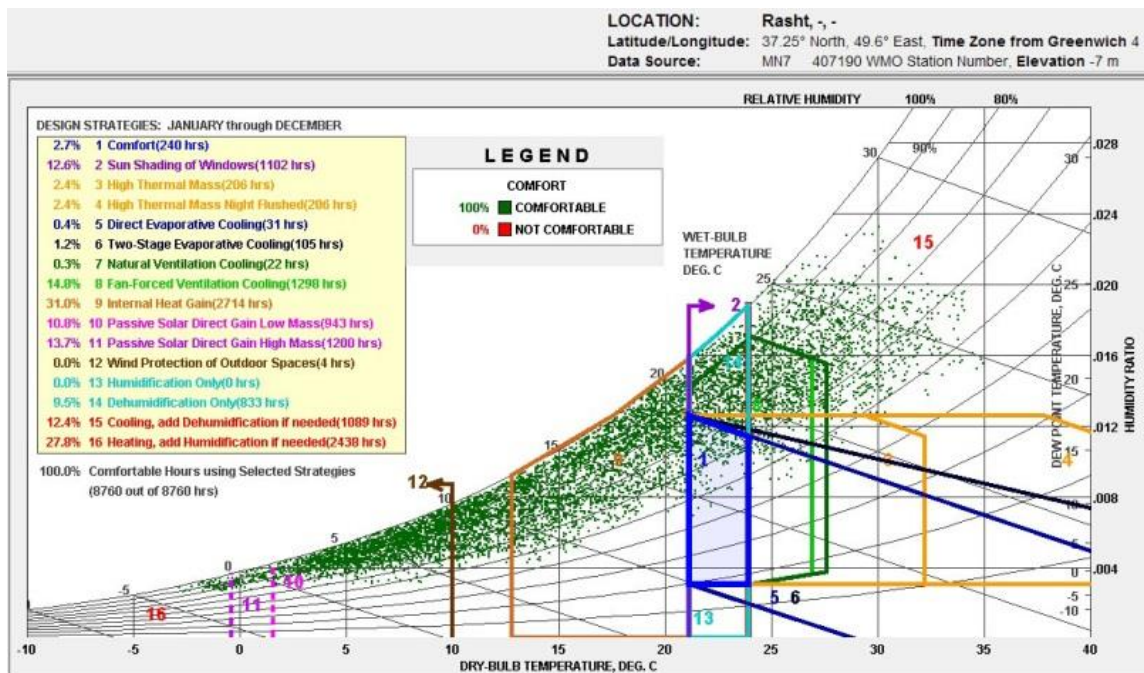 LOCATION: Rasht, -, -
Latitude/Longitude: 37.25° North, 49.6° East, Time Zone from Greenwich 4
Data Source: MN7 407190 WMO Station Number, Elevation -7 m
RELATIVE HUMIDITY 100% 80%
DESIGN STRATEGIES: JANUARY through DECEMBER
2.7% 1 Comfort(240 hrs)
12.6% 2 Sun Shading of Windows(1102 hrs)
2.4% 3 High Thermal Mass(206 hrs)
2.4% 4 High Thermal Mass Night Flushed(206 hrs)
0.4% 5 Direct Evaporative Cooling(31 hrs)
1.2% 6 Two-Stage Evaporative Cooling(105 hrs)
0.3% 7 Natural Ventilation Cooling(22 hrs)
14.8% 8 Fan-Forced Ventilation Cooling(1298 hrs)
31.0% 9 Internal Heat Gain(2714 hrs)
10.8% 10 Passive Solar Direct Gain Low Mass(943 hrs)
13.7% 11 Passive Solar Direct Gain High Mass(1200 hrs)
0.0% 12 Wind Protection of Outdoor Spaces(4 hrs)
0.0% 13 Humidification Only(0 hrs)
9.5% 14 Dehumidification Only(833 hrs)
12.4% 15 Cooling, add Dehumidification if needed(1089 hrs)
27.8% 16 Heating, add Humidification if needed(2438 hrs)
100.0% Comfortable Hours using Selected Strategies
(8760 out of 8760 hrs)
LEGEND
COMFORT
100% COMFORTABLE
0% NOT COMFORTABLE
WET-BULB
TEMPERATURE
DEG. C
90%
30
30
25
25
20
20
15
15
10
10
5
5
0
0
-5
-5
-10
15
2
1
4
12
10
11
16
13
5 6
DEW POINT TEMPERATURE, DEG. C
HUMIDITY RATIO
.028
.024
.020
.016
.012
.008
.004
-10 -5 0 5 10 15 20 25 30 35 40
DRY-BULB TEMPERATURE, DEG. C